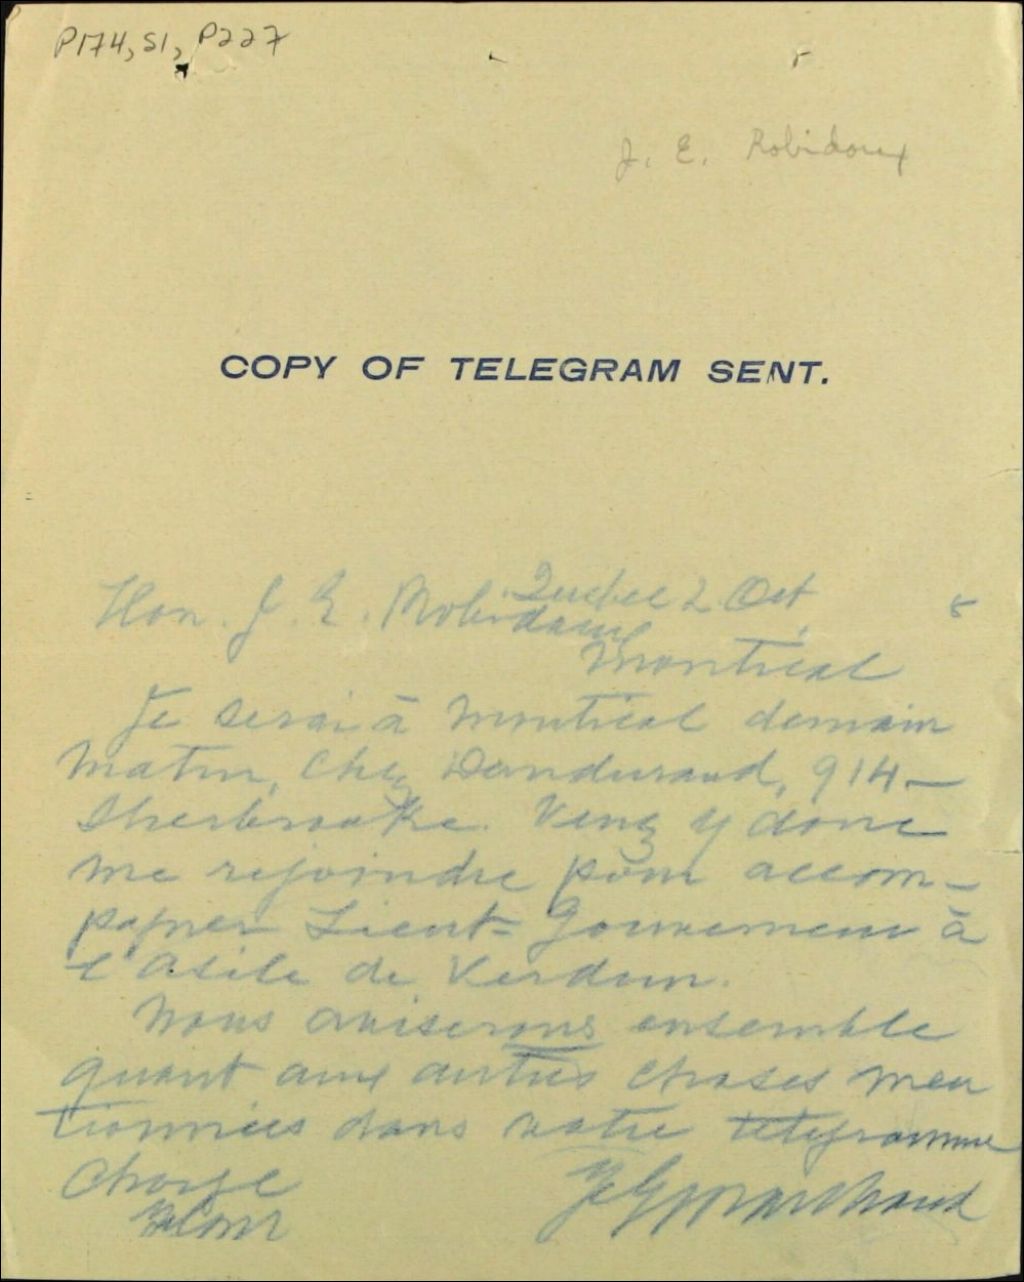 P174, S1, P227
J. E. Robidoux
COPY OF TELEGRAM SENT.
Quebec 2 Oct. 8
Hon. J. E. Robidoux
Montréal
Je serai à Montréal demain
matin, chez Dandurand, 914 –
Sherbrooke. Venez y donc
me rejoindre pour accom-
pagner Lieut- Gouverneur à
l'Asile de Verdun.
Nous aviserons ensemble
quant aux autres choses men
tionnées dans votre télégramme
Charge
F. G. Marchand